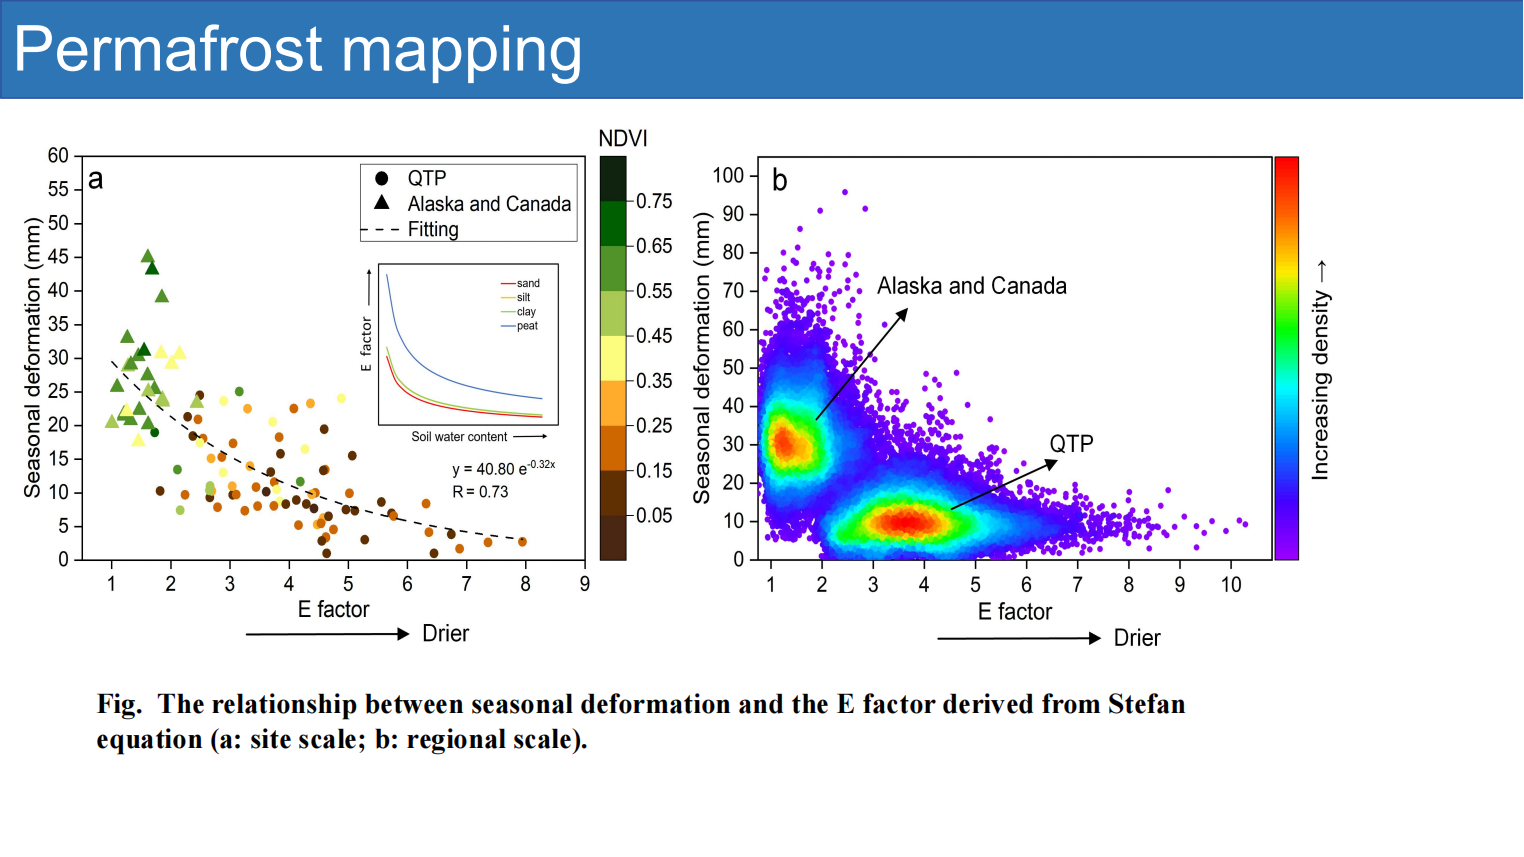 Permafrost mapping
NDVI
60
55
50
45
40
35
30
25
20
15
10
5
0
Seasonal deformation (mm)
a
QTP
Alaska and Canada
Fitting
sand
silt
clay
peat
E factor
Soil water content
y = 40.80 e-0.32x
R = 0.73
1 2 3 4 5 6 7 8 9
E factor
Drier
0.75
0.65
0.55
0.45
0.35
0.25
0.15
0.05
100
90
80
70
60
50
40
30
20
10
0
Seasonal deformation (mm)
b
Alaska and Canada
QTP
1 2 3 4 5 6 7 8 9 10
E factor
Drier
Increasing density →
Fig. The relationship between seasonal deformation and the E factor derived from Stefan
equation (a: site scale; b: regional scale).